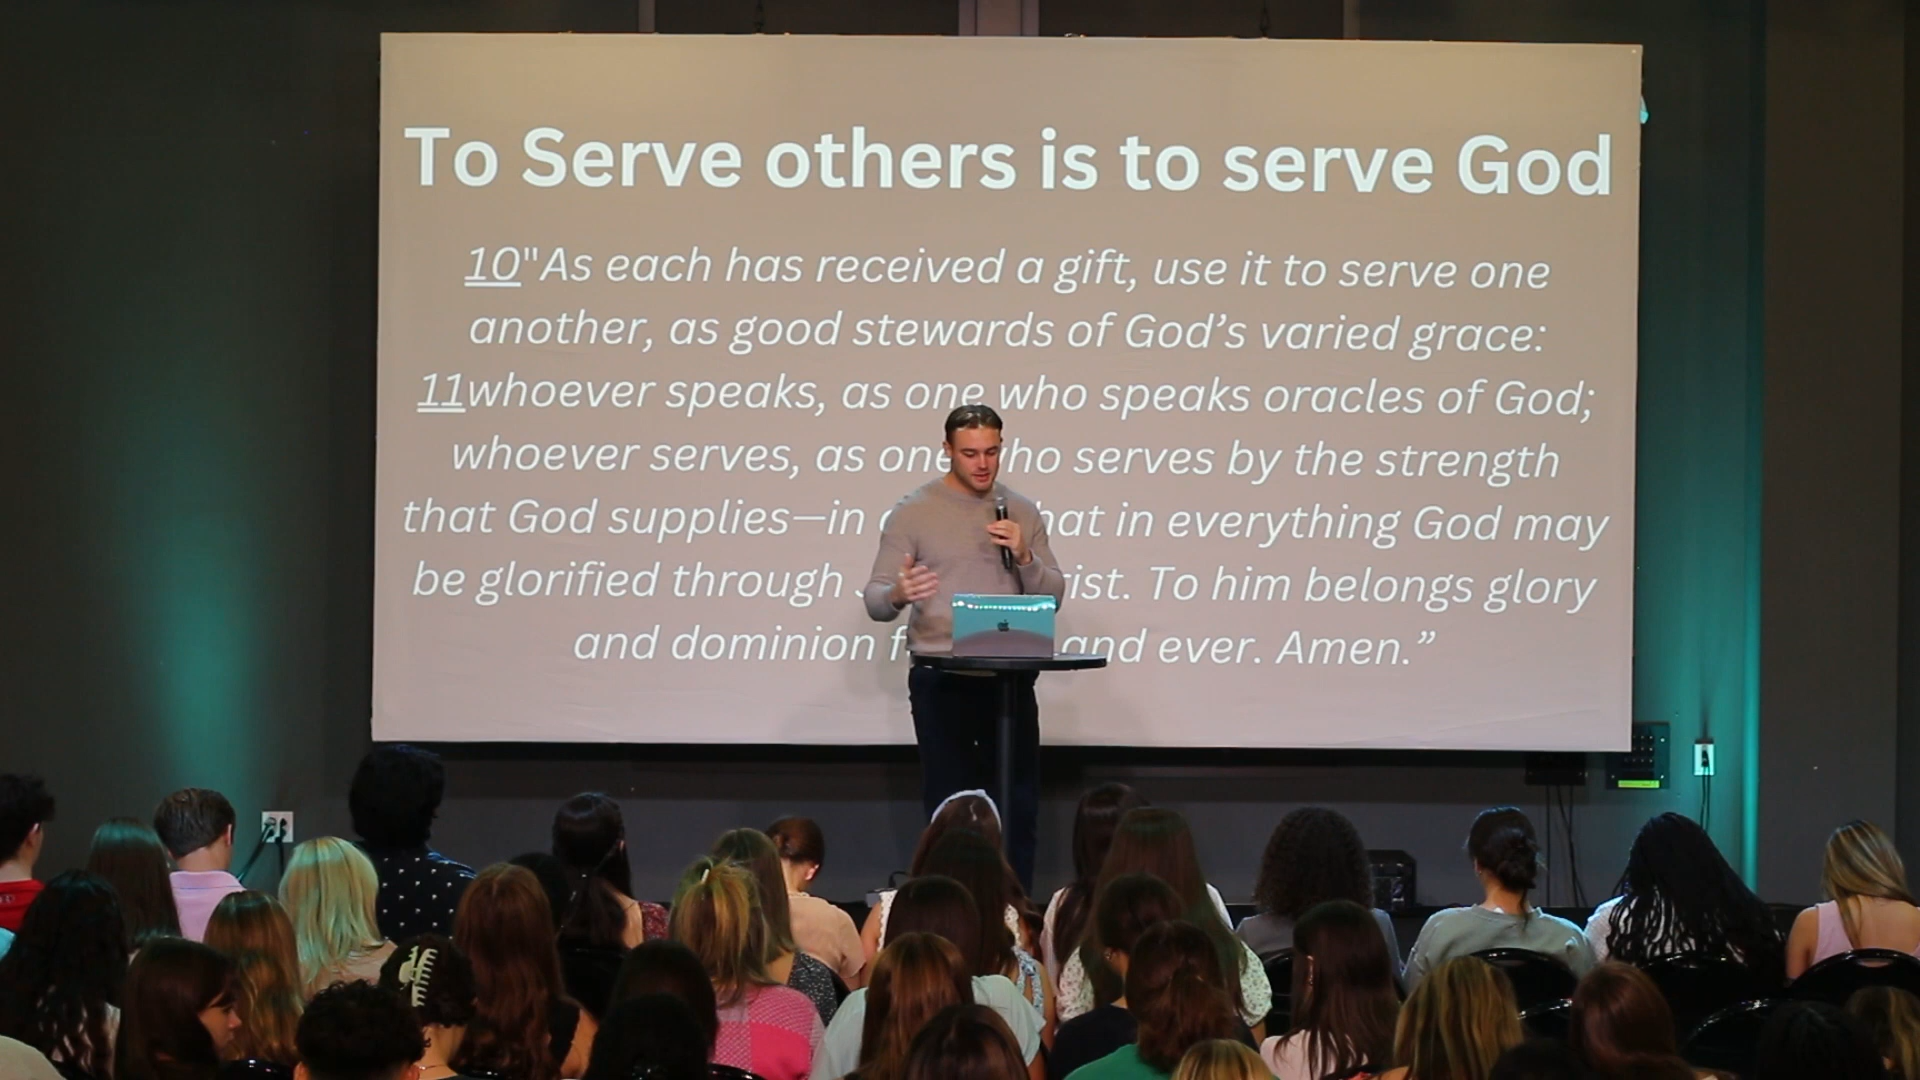 To Serve others is to serve God
10"As each has received a gift, use it to serve one
another, as good stewards of God's varied grace:
11whoever speaks, as one who speaks oracles of God;
whoever serves, as one who serves by the strength
that God supplies—in that in everything God may
be glorified through To him belongs glory
and dominion and ever. Amen.”